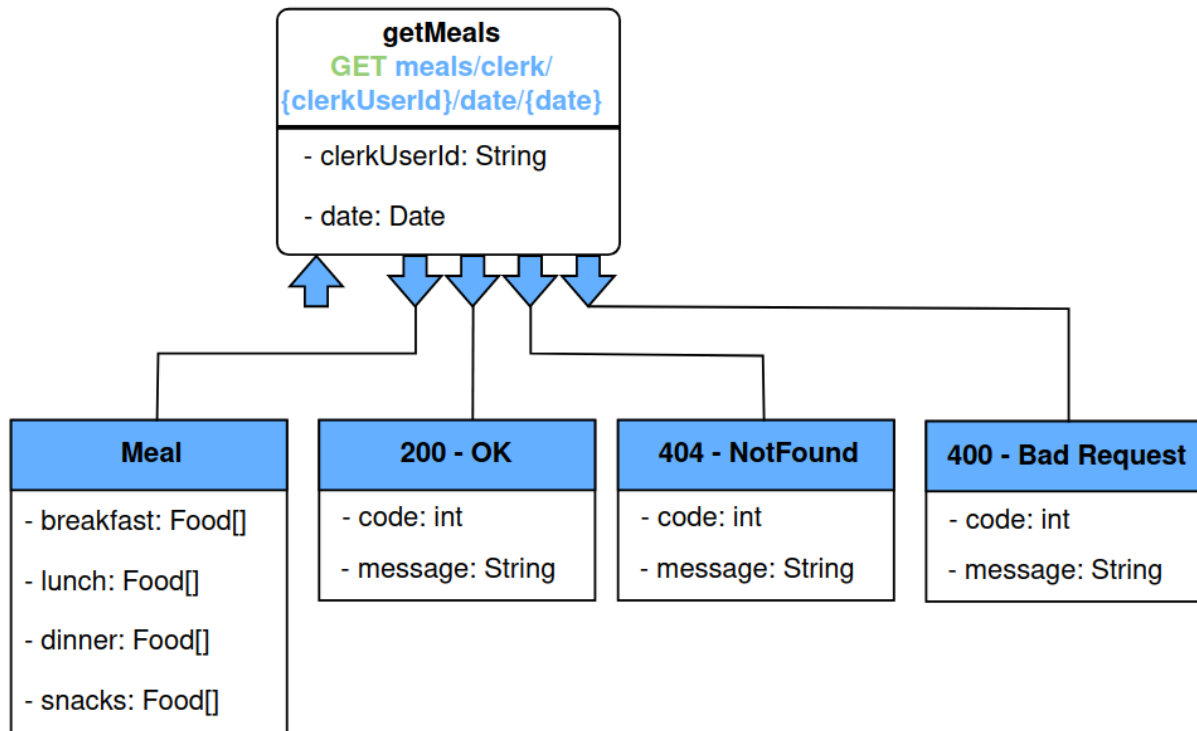 getMeals
GET meals/clerk/
{clerkUserId}/date/{date}
- clerkUserId: String
- date: Date
Meal
- breakfast: Food[]
- lunch: Food[]
- dinner: Food[]
- snacks: Food[]
200 - OK
- code: int
- message: String
404 - NotFound
- code: int
- message: String
400 - Bad Request
- code: int
- message: String